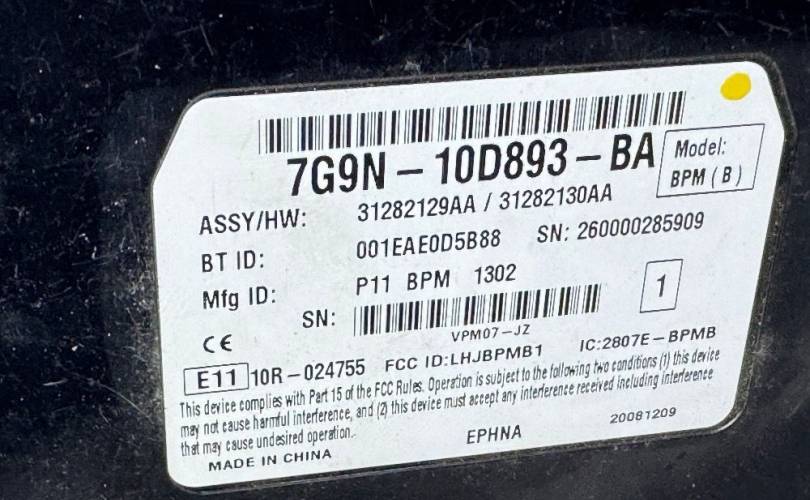 7G9N-10D893-BA
Model:
BPM (B)
ASSY/HW: 31282129AA / 31282130AA
BT ID: 001EAE0D5B88 SN: 260000285909
Mfg ID: P11 BPM 1302
SN:
1
VPM07-JZ
CE
E11 10R-024755 FCC ID:LHJBPMB1 IC:2807E-BPMB
This device complies with Part 15 of the FCC Rules. Operation is subject to the following two conditions (1) this device
may not cause harmful interference, and (2) this device must accept any interference received including interference
that may cause undesired operation.
MADE IN CHINA EPHNA 20081209